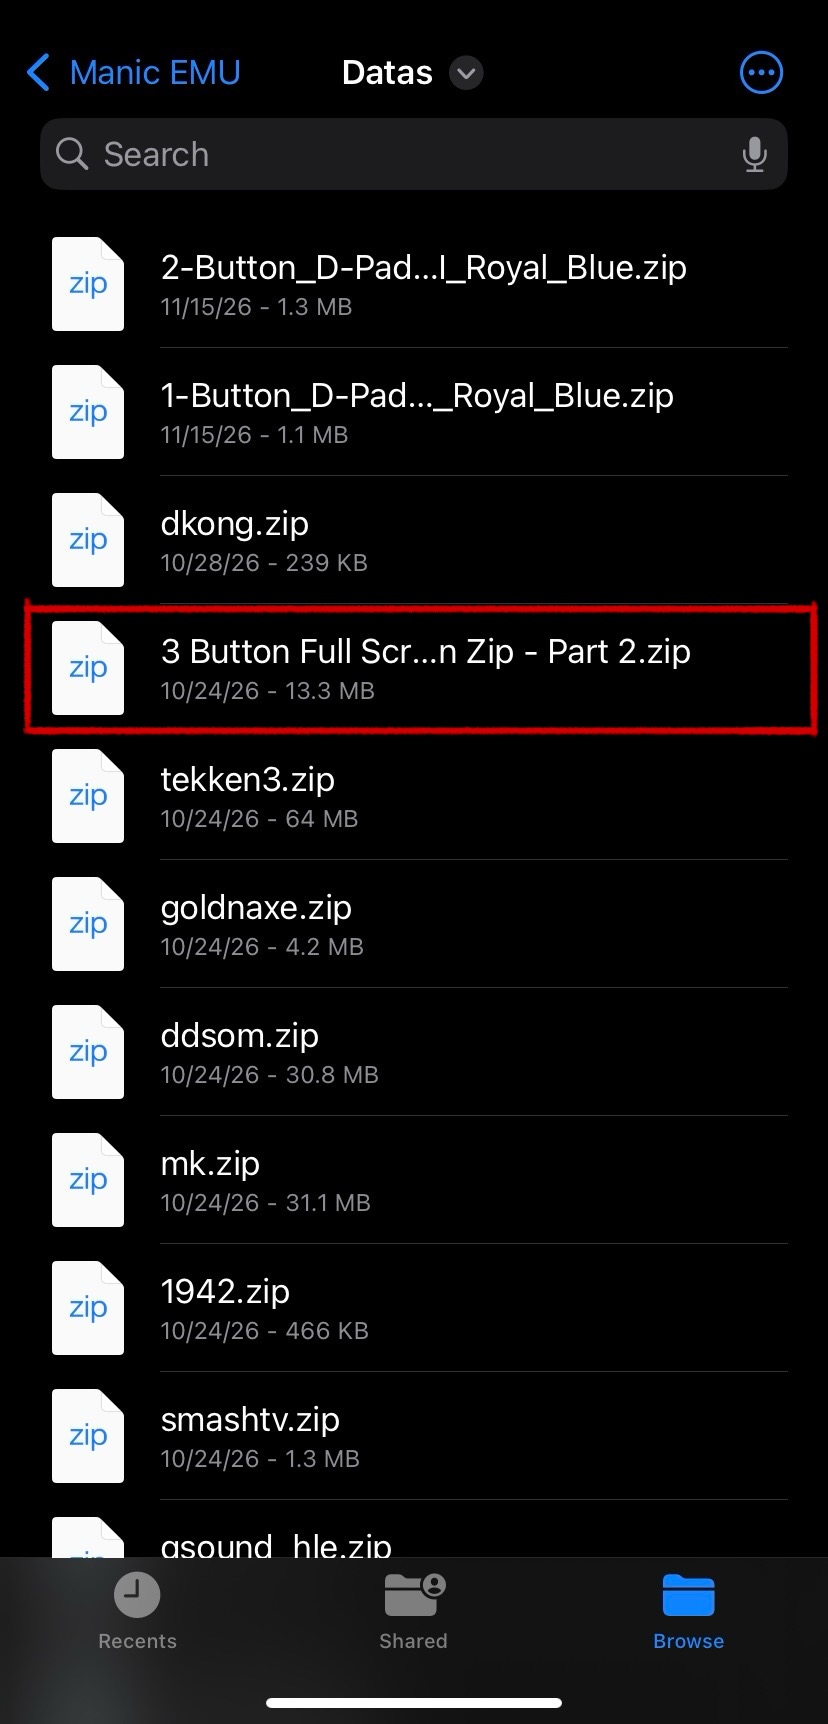 Manic EMU
Datas
Search
zip
2-Button_D-Pad...l_Royal_Blue.zip
11/15/26 - 1.3 MB
zip
1-Button_D-Pad..._Royal_Blue.zip
11/15/26 - 1.1 MB
zip
dkong.zip
10/28/26 - 239 KB
zip
3 Button Full Scr...n Zip - Part 2.zip
10/24/26 - 13.3 MB
zip
tekken3.zip
10/24/26 - 64 MB
zip
goldnaxe.zip
10/24/26 - 4.2 MB
zip
ddsom.zip
10/24/26 - 30.8 MB
zip
mk.zip
10/24/26 - 31.1 MB
zip
1942.zip
10/24/26 - 466 KB
zip
smashtv.zip
10/24/26 - 1.3 MB
zip
qsound_hle.zip
Recents
Shared
Browse